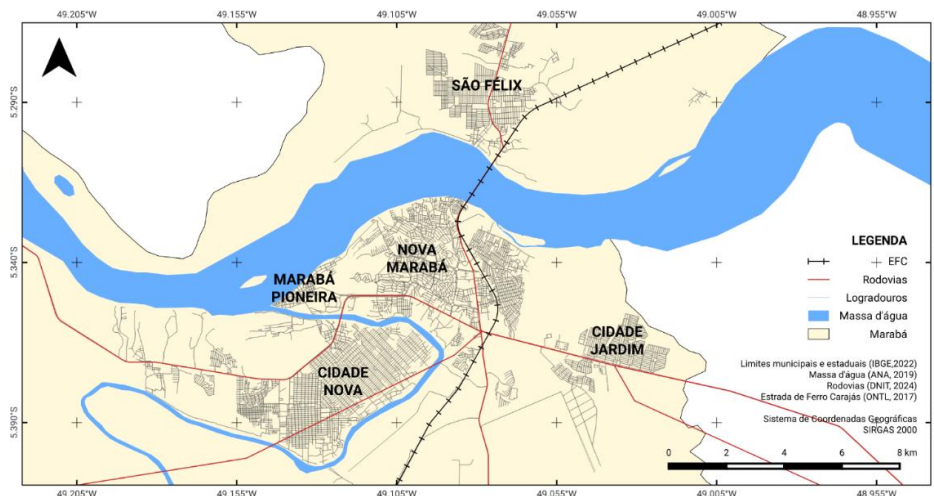 49.205°W 49.155°W 49.105°W 49.055°W 49.005°W 48.955°W
5.290°S
5.340°S
5.390°S
SÃO FÉLIX
NOVA
MARABÁ
MARABÁ
PIONEIRA
CIDADE
JARDIM
CIDADE
NOVA
LEGENDA
EFC
Rodovias
Logradouros
Massa d'água
Marabá
Limites municipais e estaduais (IBGE,2022)
Massa d'água (ANA, 2019)
Rodovias (DNIT, 2024)
Estrada de Ferro Carajás (ONTL, 2017)
Sistema de Coordenadas Geográficas
SIRGAS 2000
0 2 4 6 8 km
49.205°W 49.155°W 49.105°W 49.055°W 49.005°W 48.955°W